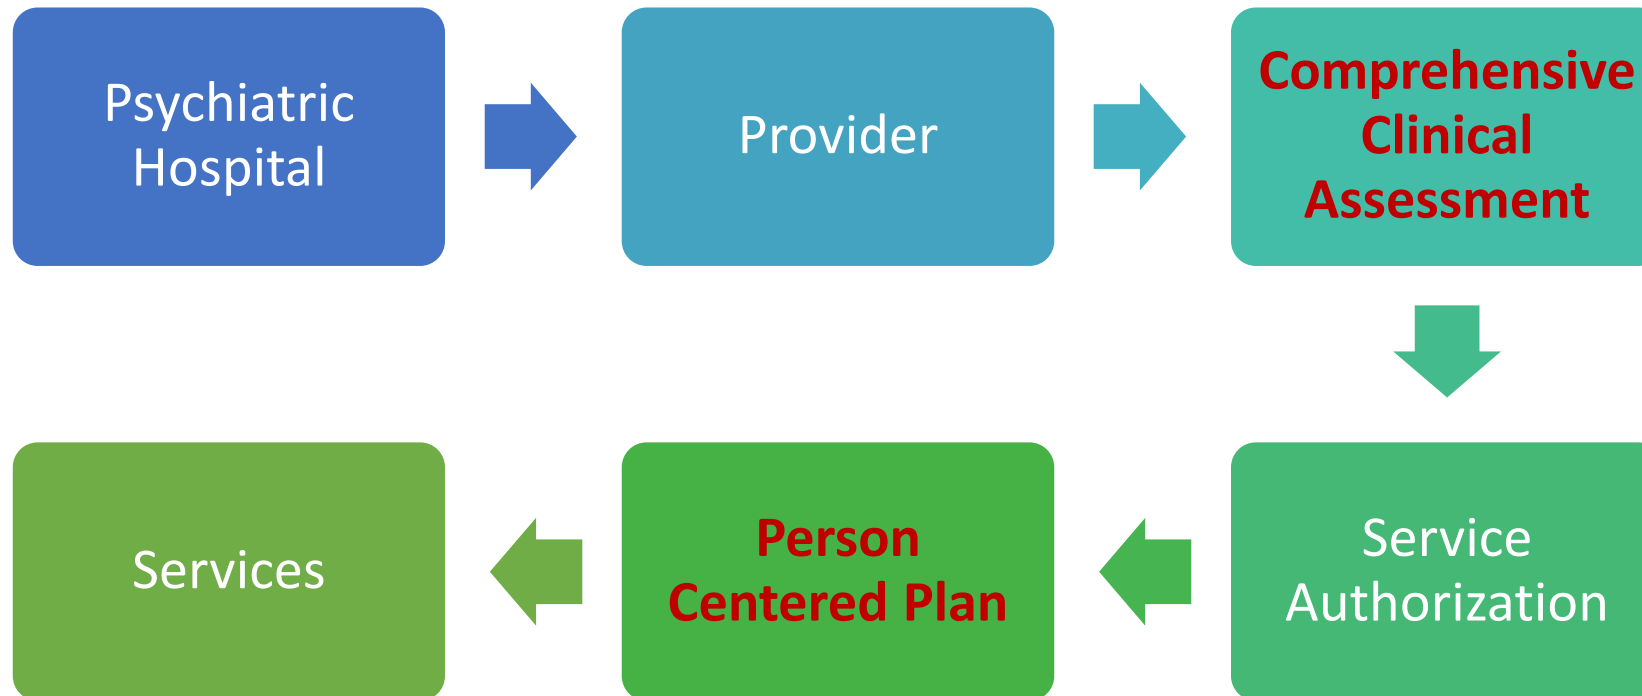 Psychiatric
Hospital
Provider
Comprehensive
Clinical
Assessment
Service
Authorization
Person
Centered Plan
Services